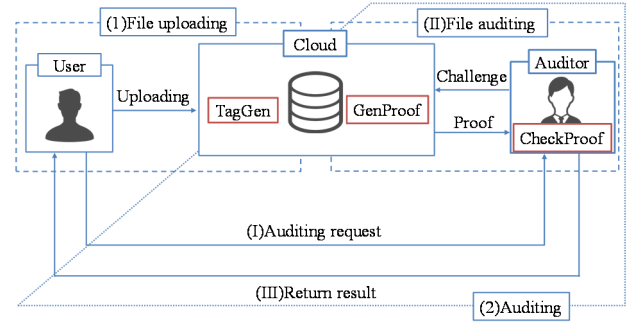 (1)File uploading
(II)File auditing
Cloud
User
Auditor
Uploading
Challenge
TagGen
GenProof
Proof
CheckProof
(I)Auditing request
(III)Return result
(2)Auditing